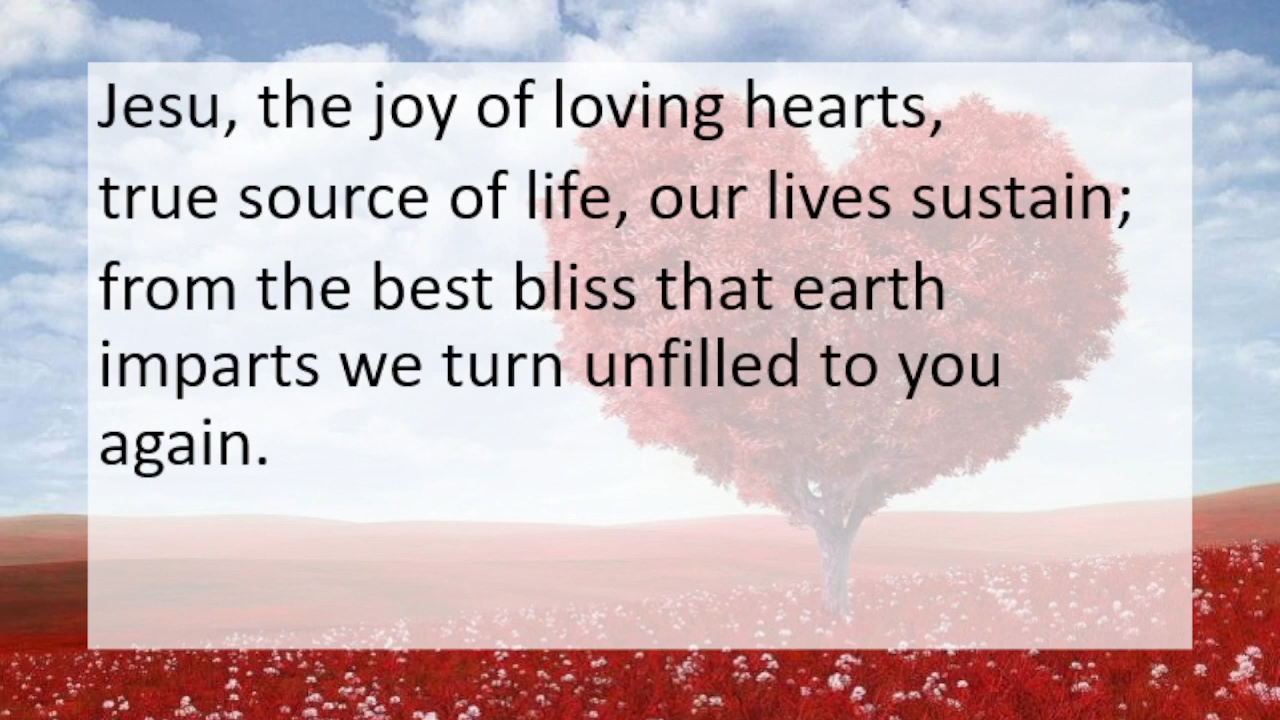 Jesu, the joy of loving hearts,
true source of life, our lives sustain;
from the best bliss that earth
imparts we turn unfilled to you
again.